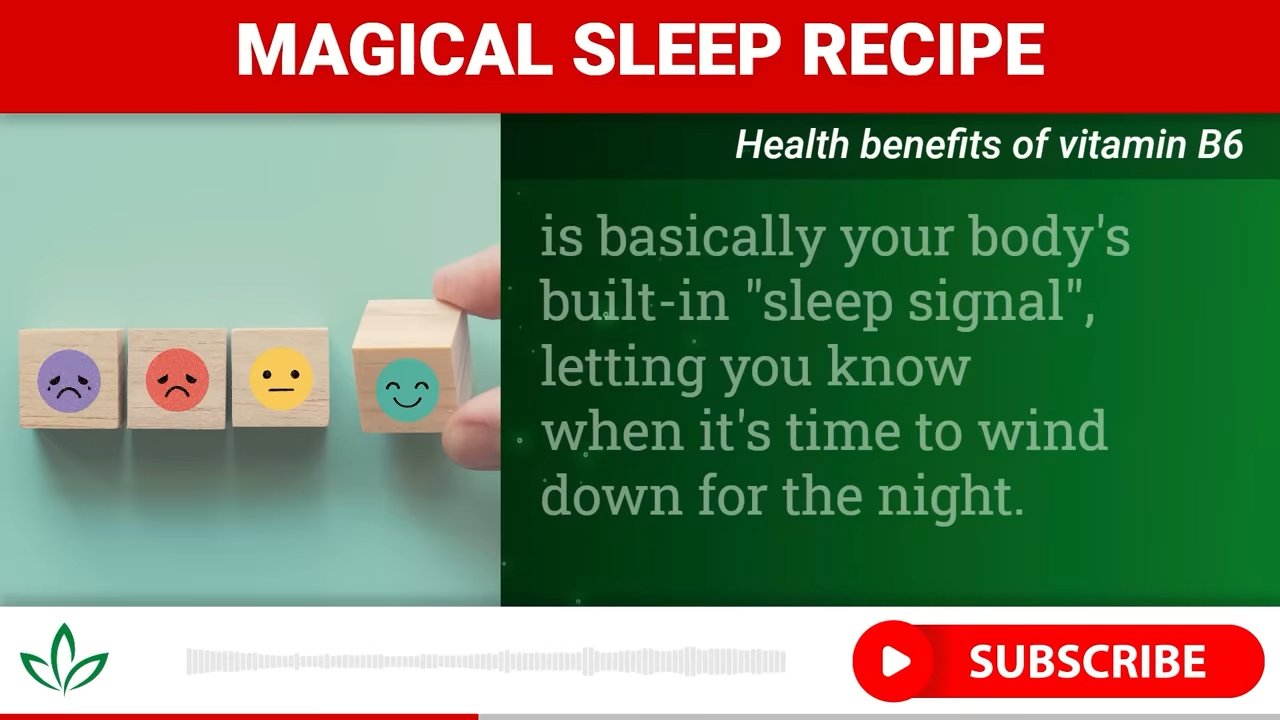 MAGICAL SLEEP RECIPE
Health benefits of vitamin B6
is basically your body's
built-in "sleep signal",
letting you know
when it's time to wind
down for the night.
SUBSCRIBE